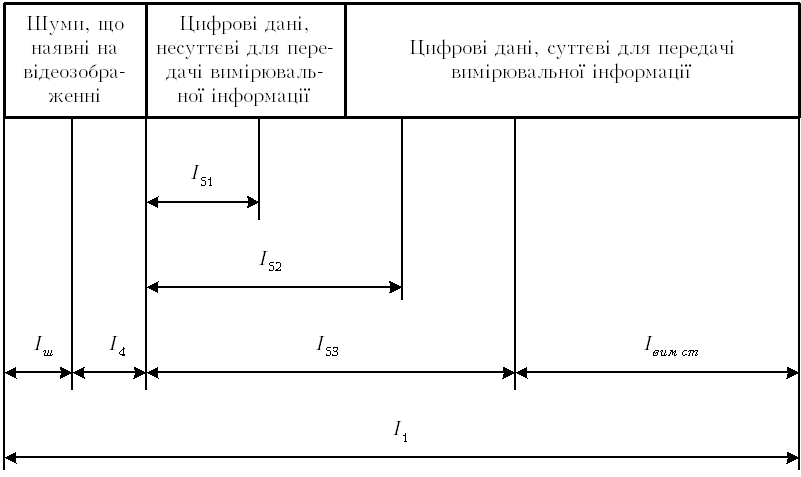 Шуми, що
наявні на
відеозобра-
женні
Цифрові дані,
несуттєві для пере-
дачі вимірюваль-
ної інформації
Цифрові дані, суттєві для передачі
вимірювальної інформації
I51
I52
Iш
I4
I53
Iвим ст
I1